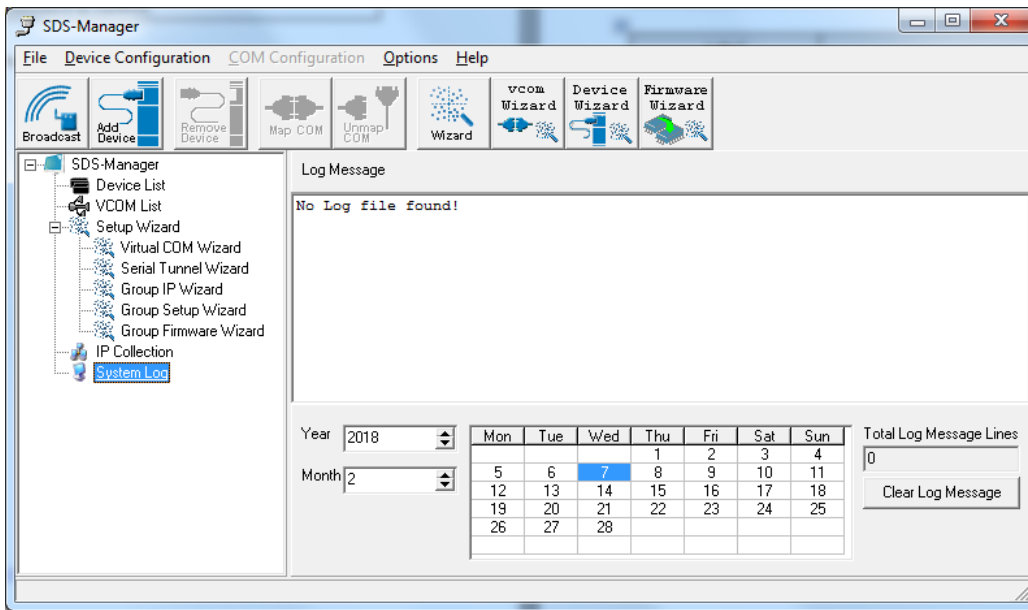 SDS-Manager
File Device Configuration COM Configuration Options Help
Broadcast
Add Device
Remove Device
Map COM
Unmap COM
Wizard
vcom Wizard
Device Wizard
Firmware Wizard
SDS-Manager
Device List
VCOM List
Setup Wizard
Virtual COM Wizard
Serial Tunnel Wizard
Group IP Wizard
Group Setup Wizard
Group Firmware Wizard
IP Collection
System Log
Log Message
No Log file found!
Year 2018
Month 2
Mon Tue Wed Thu Fri Sat Sun
1 2 3 4
5 6 7 8 9 10 11
12 13 14 15 16 17 18
19 20 21 22 23 24 25
26 27 28
Total Log Message Lines
0
Clear Log Message